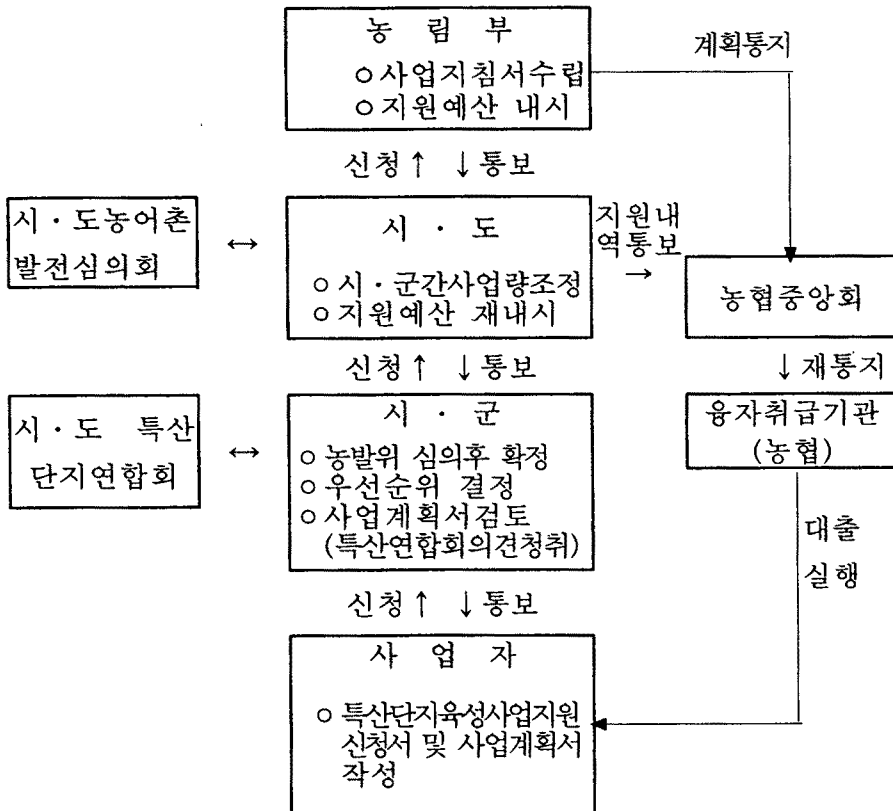 농 림 부
○ 사업지침서수립
○ 지원예산 내시
계획통지
신청↑ ↓통보
시·도농어촌
발전심의회
↔
시 · 도
○ 시·군간사업량조정
○ 지원예산 재내시
지원내
역통보
→
농협중앙회
신청↑ ↓통보
↓재통지
시·도 특산
단지연합회
↔
시 · 군
○ 농발위 심의후 확정
○ 우선순위 결정
○ 사업계획서검토
(특산연합회의견청취)
융자취급기관
(농협)
대출
실행
신청↑ ↓통보
사 업 자
○ 특산단지육성사업지원
신청서 및 사업계획서
작성